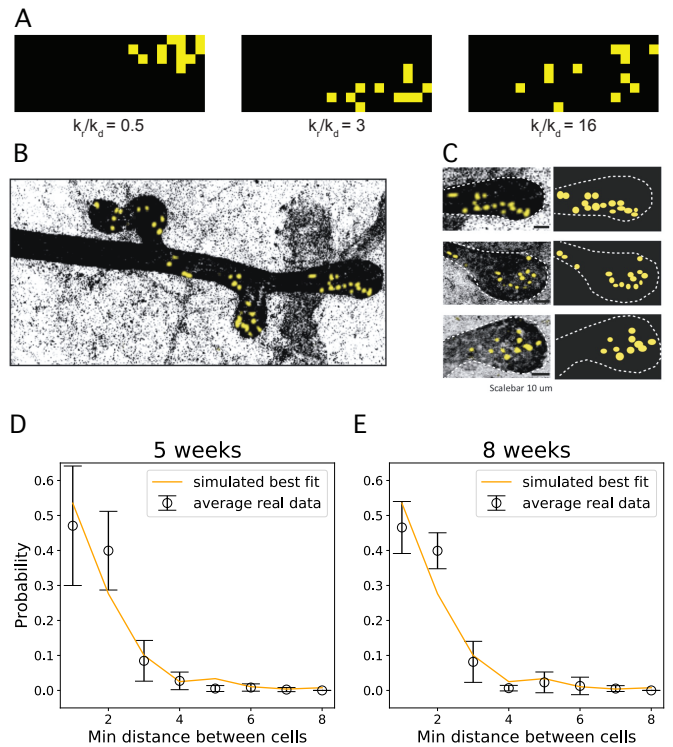 A
k_r/k_d = 0.5
k_r/k_d = 3
k_r/k_d = 16
B
C
Scalebar 10 um
D
E
5 weeks
8 weeks
simulated best fit
average real data
simulated best fit
average real data
Probability
0.6
0.5
0.4
0.3
0.2
0.1
0.0
0.6
0.5
0.4
0.3
0.2
0.1
0.0
2
4
6
8
2
4
6
8
Min distance between cells
Min distance between cells